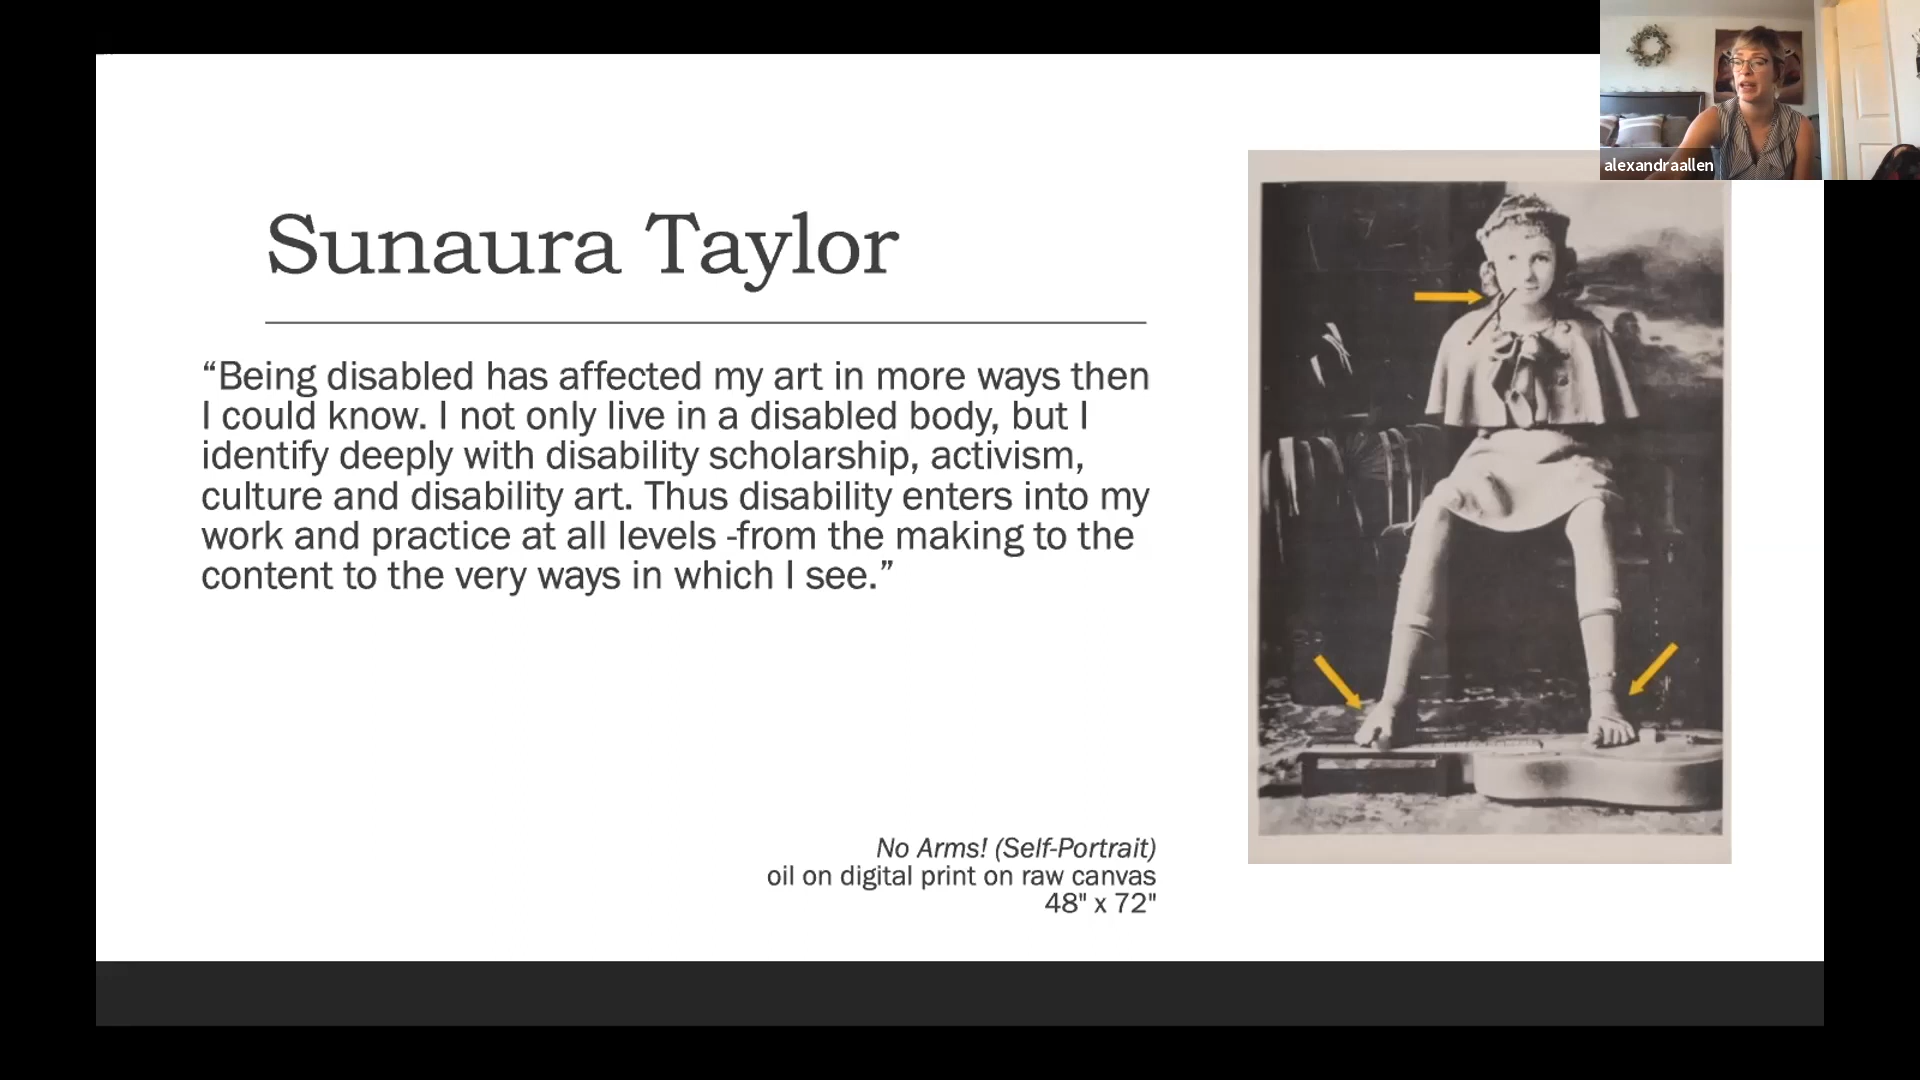 alexandraallen
Sunaura Taylor
“Being disabled has affected my art in more ways then
I could know. I not only live in a disabled body, but I
identify deeply with disability scholarship, activism,
culture and disability art. Thus disability enters into my
work and practice at all levels -from the making to the
content to the very ways in which I see.”
No Arms! (Self-Portrait)
oil on digital print on raw canvas
48" x 72"